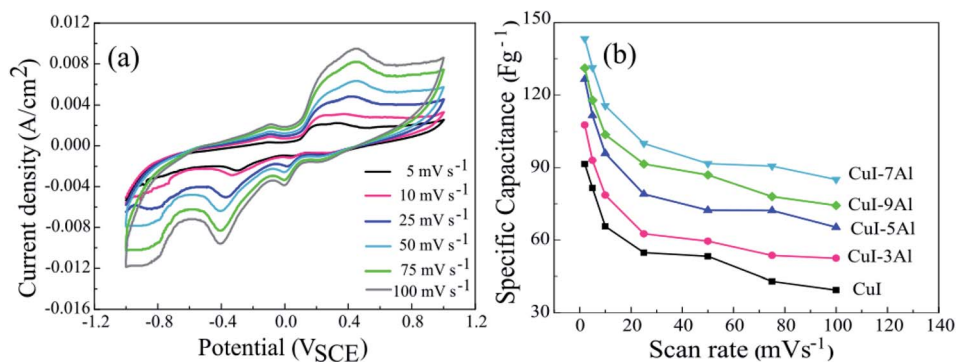 0.012
0.008
0.004
0.000
-0.004
-0.008
-0.012
-0.016
Current density (A/cm²)
(a)
5 mV s⁻¹
10 mV s⁻¹
25 mV s⁻¹
50 mV s⁻¹
75 mV s⁻¹
100 mV s⁻¹
-1.2 -0.8 -0.4 0.0 0.4 0.8 1.2
Potential (V_SCE)
150
120
90
60
30
Specific Capacitance (Fg⁻¹)
(b)
CuI-7Al
CuI-9Al
CuI-5Al
CuI-3Al
CuI
0 20 40 60 80 100 120 140
Scan rate (mVs⁻¹)